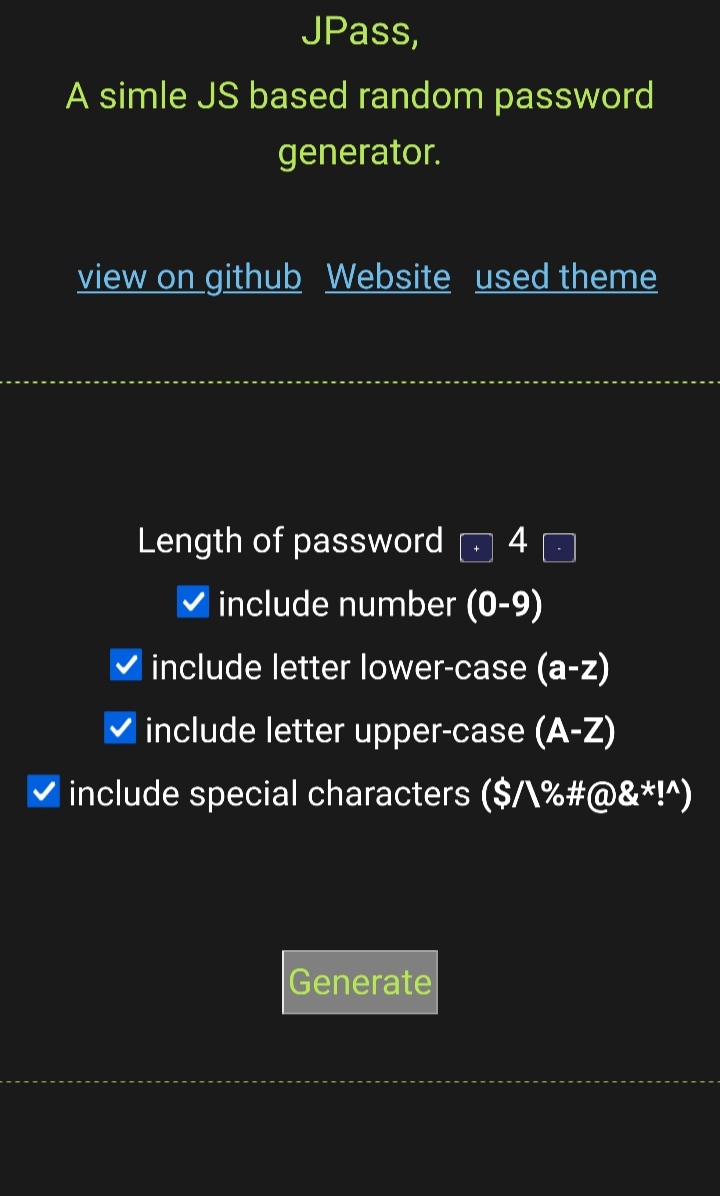 JPass,
A simle JS based random password
generator.
view on github Website used theme
Length of password + 4 -
include number (0-9)
include letter lower-case (a-z)
include letter upper-case (A-Z)
include special characters ($/\%#@&*!^)
Generate